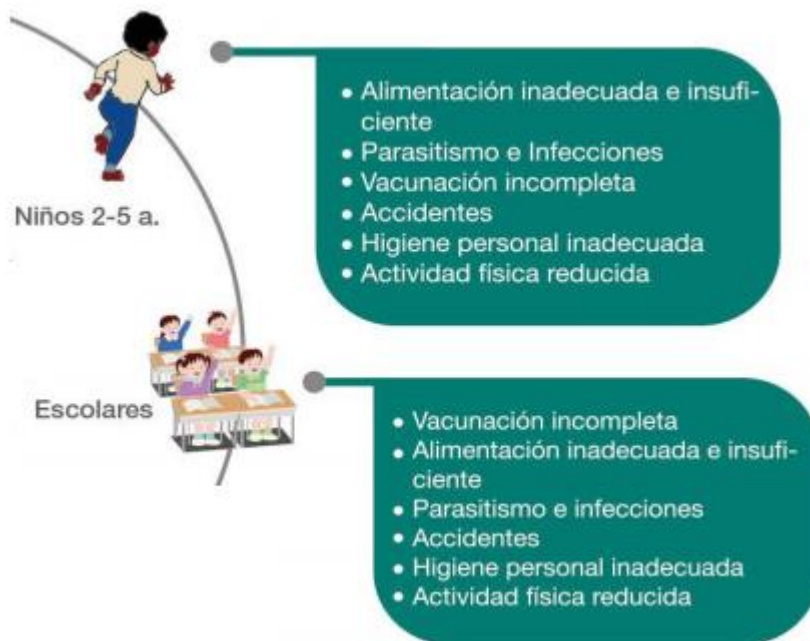 • Alimentación inadecuada e insufi-
ciente
• Parasitismo e Infecciones
• Vacunación incompleta
• Accidentes
• Higiene personal inadecuada
• Actividad física reducida
Niños 2-5 a.
Escolares
• Vacunación incompleta
• Alimentación inadecuada e insufi-
ciente
• Parasitismo e infecciones
• Accidentes
• Higiene personal inadecuada
• Actividad física reducida